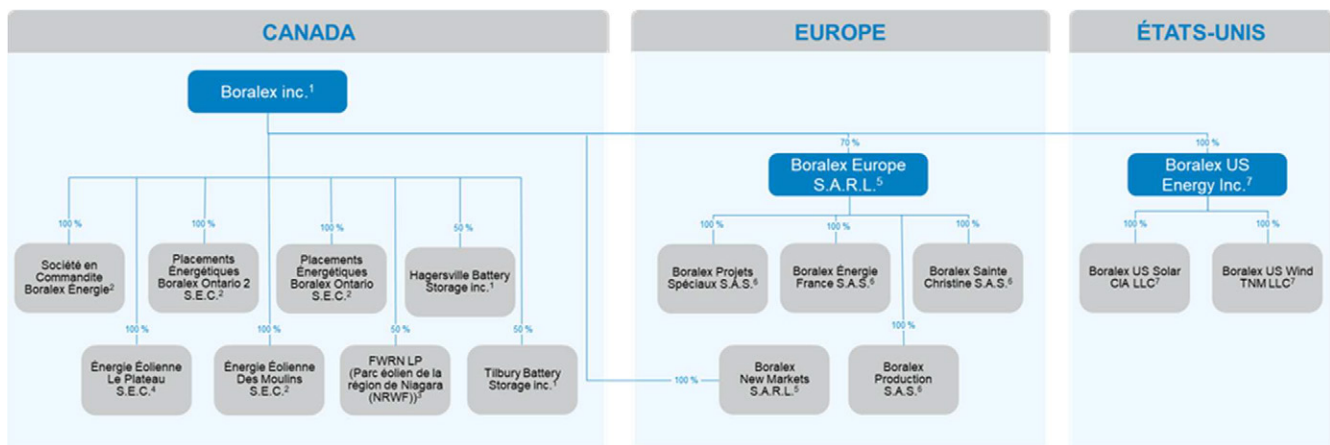 CANADA
EUROPE
ÉTATS-UNIS
Boralex inc.¹
70 %
100 %
Boralex Europe
S.A.R.L.⁵
Boralex US
Energy Inc.⁷
100 %
100 %
100 %
50 %
100 %
100 %
100 %
100 %
100 %
Société en
Commandite
Boralex Énergie²
Placements
Énergétiques
Boralex Ontario 2
S.E.C.²
Placements
Énergétiques
Boralex Ontario
S.E.C.²
Hagersville Battery
Storage inc.¹
Boralex Projets
Spéciaux S.A.S.⁶
Boralex Énergie
France S.A.S.⁶
Boralex Sainte
Christine S.A.S.⁶
Boralex US Solar
CIA LLC⁷
Boralex US Wind
TNM LLC⁷
100 %
100 %
50 %
50 %
100 %
Énergie Éolienne
Le Plateau
S.E.C.⁴
Énergie Éolienne
Des Moulins
S.E.C.²
FWRN LP
(Parc éolien de la
région de Niagara
(NRWF))³
Tilbury Battery
Storage inc.¹
100 %
Boralex
New Markets
S.A.R.L.⁵
Boralex
Production
S.A.S.⁶